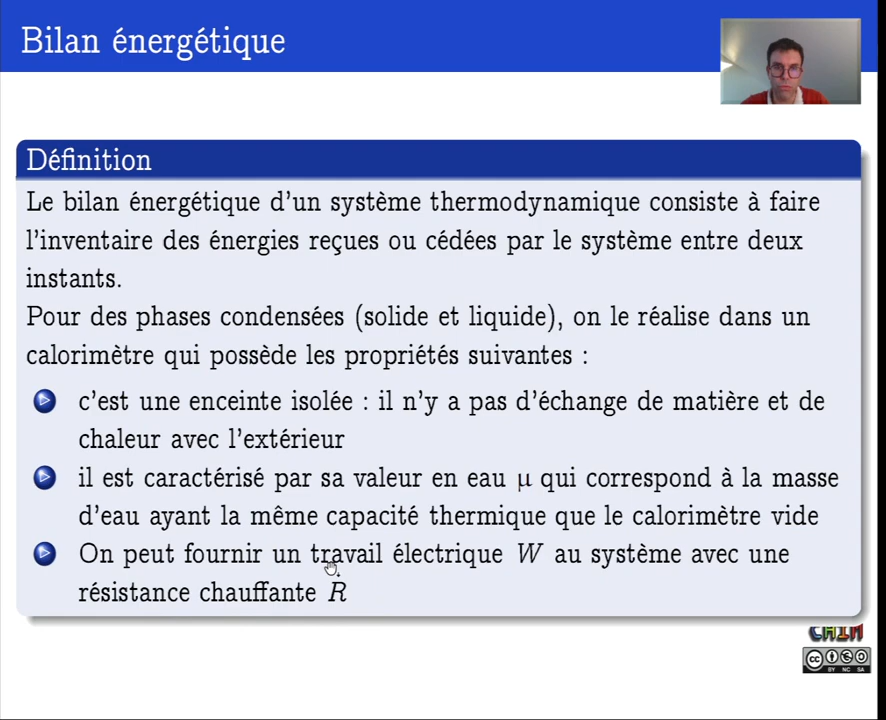 Bilan énergétique
Définition
Le bilan énergétique d'un système thermodynamique consiste à faire
l'inventaire des énergies reçues ou cédées par le système entre deux
instants.
Pour des phases condensées (solide et liquide), on le réalise dans un
calorimètre qui possède les propriétés suivantes :
c'est une enceinte isolée : il n'y a pas d'échange de matière et de
chaleur avec l'extérieur
il est caractérisé par sa valeur en eau μ qui correspond à la masse
d'eau ayant la même capacité thermique que le calorimètre vide
On peut fournir un travail électrique W au système avec une
résistance chauffante R
CHIM
cc
BY NC SA